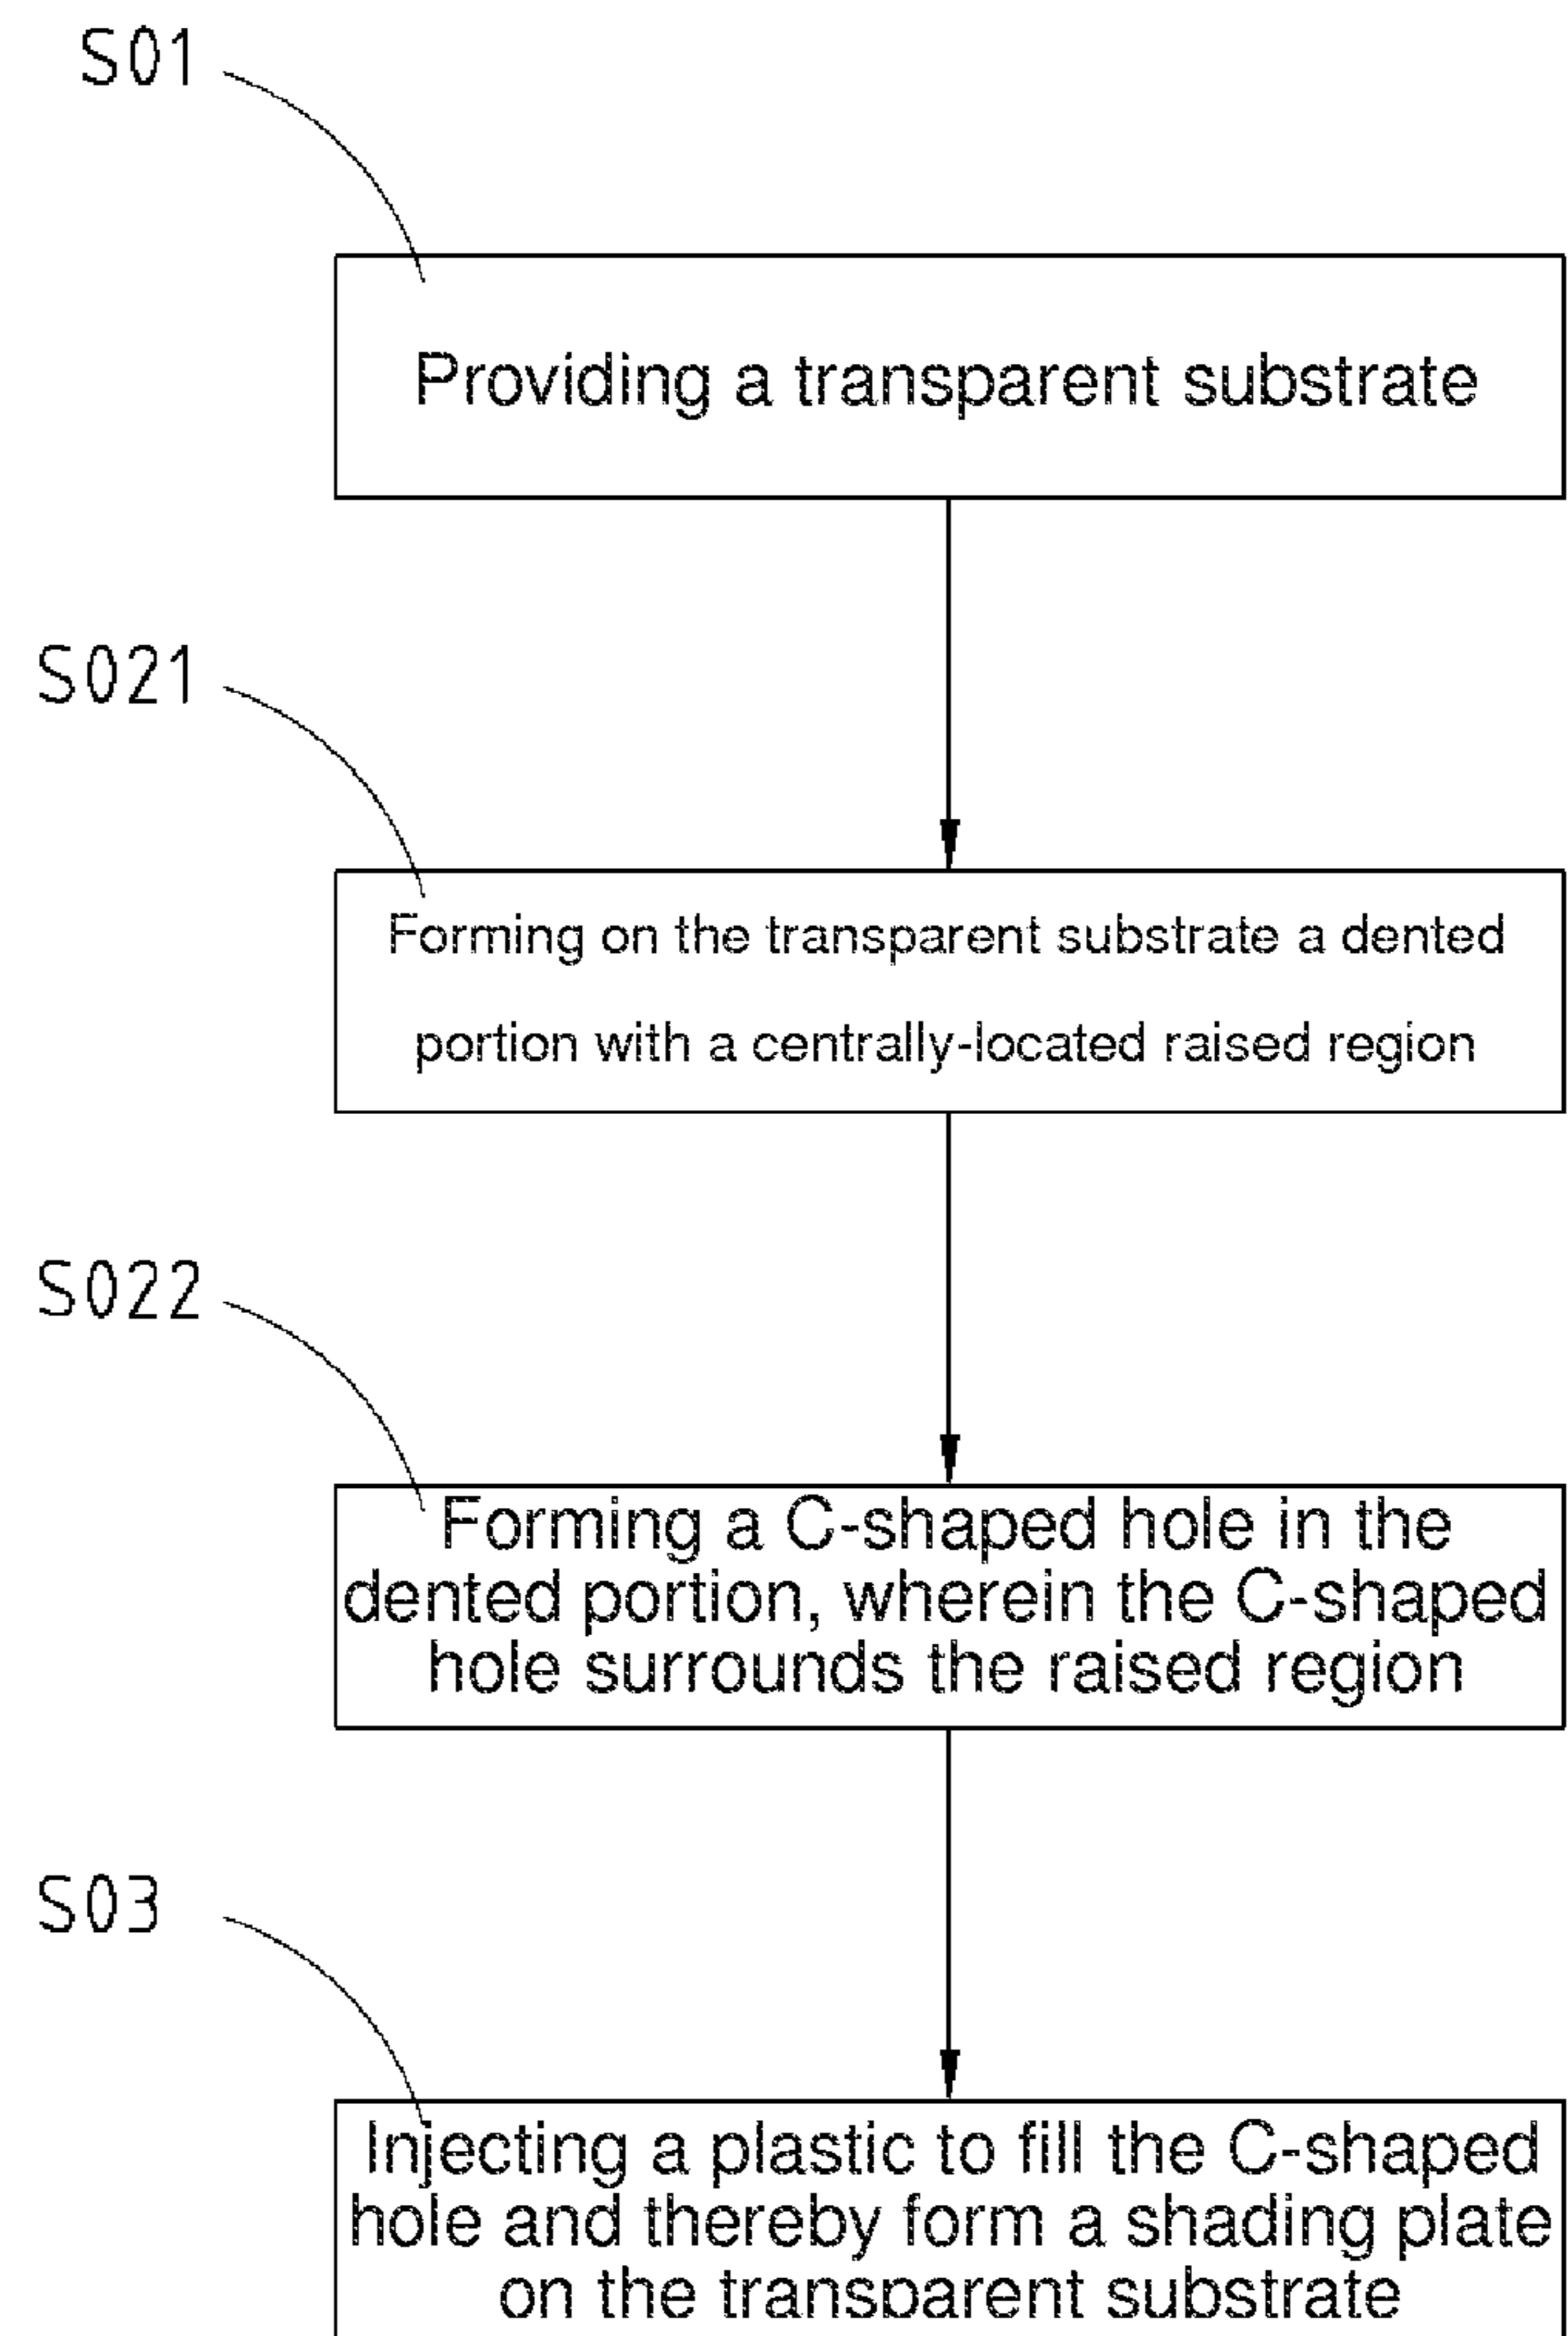 S01
Providing a transparent substrate
S021
Forming on the transparent substrate a dented
portion with a centrally-located raised region
S022
Forming a C-shaped hole in the
dented portion, wherein the C-shaped
hole surrounds the raised region
S03
Injecting a plastic to fill the C-shaped
hole and thereby form a shading plate
on the transparent substrate